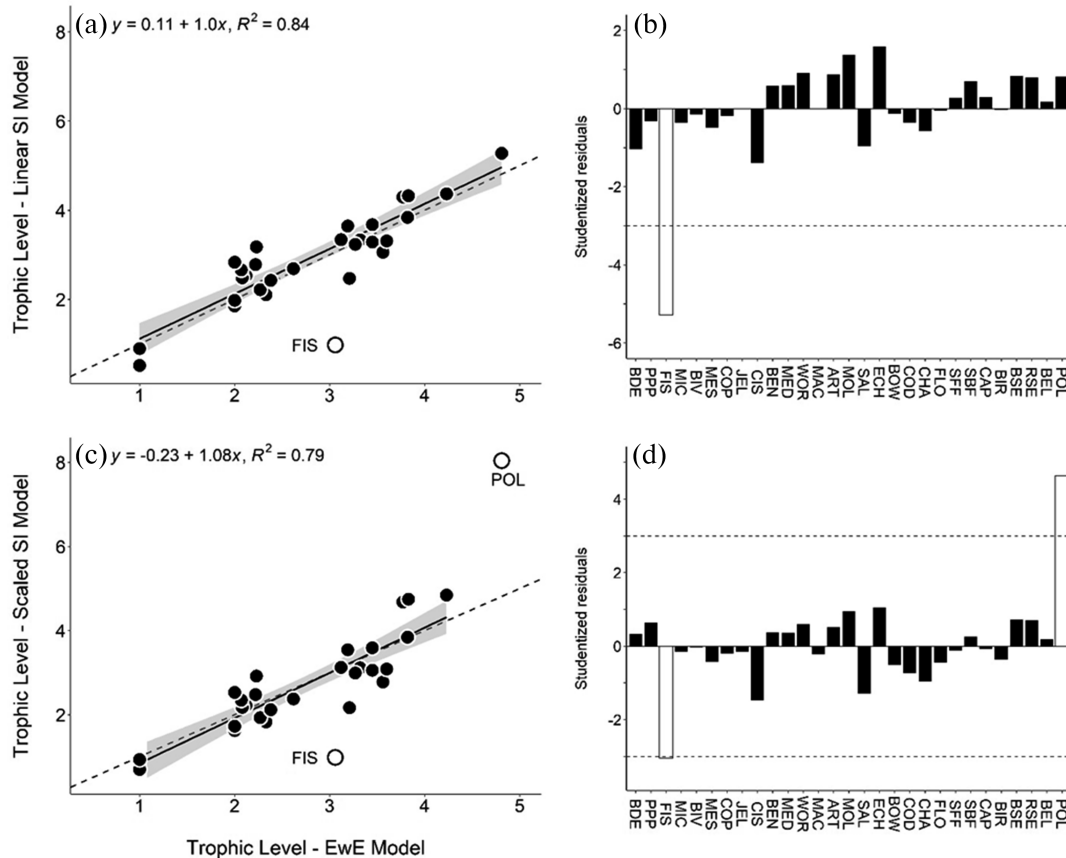 (a) y = 0.11 + 1.0x, R² = 0.84
Trophic Level - Linear SI Model
8
6
4
2
FIS
1 2 3 4 5
(b)
Studentized residuals
2
0
-2
-4
-6
BDE PPP FIS MIC BIV MES COP JEL CIS BEN MED WOR MAC ART MOL SAL ECH BOW COD CHA FLO SFF SBF CAP BIR BSE RSE BEL POL
(c) y = -0.23 + 1.08x, R² = 0.79
Trophic Level - Scaled SI Model
8
6
4
2
POL
FIS
1 2 3 4 5
Trophic Level - EwE Model
(d)
Studentized residuals
4
2
0
-2
BDE PPP FIS MIC BIV MES COP JEL CIS BEN MED WOR MAC ART MOL SAL ECH BOW COD CHA FLO SFF SBF CAP BIR BSE RSE BEL POL